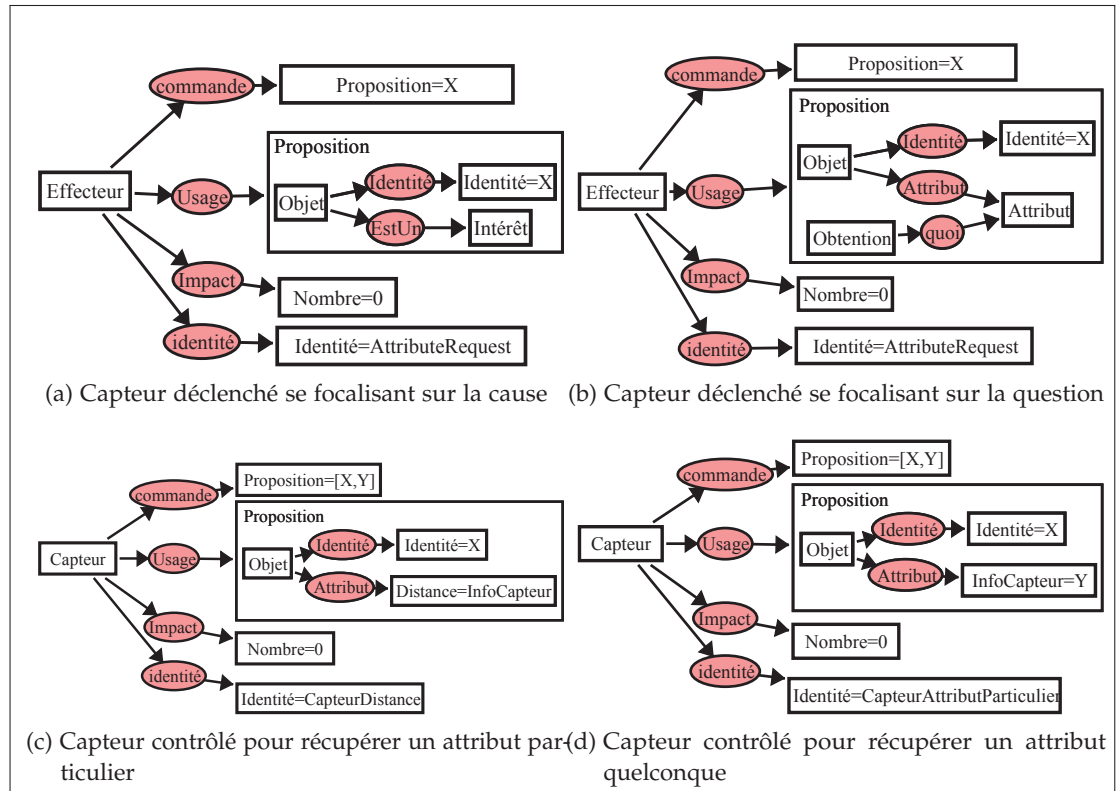 commande
Proposition=X
Proposition
Identité
Identité=X
Effecteur
Usage
Objet
EstUn
Intérêt
Impact
Nombre=0
identité
Identité=AttributeRequest
(a) Capteur déclenché se focalisant sur la cause
commande
Proposition=X
Proposition
Identité
Identité=X
Objet
Effecteur
Usage
Attribut
Attribut
Obtention
quoi
Impact
Nombre=0
identité
Identité=AttributeRequest
(b) Capteur déclenché se focalisant sur la question
commande
Proposition=[X,Y]
Proposition
Identité
Identité=X
Capteur
Usage
Objet
Attribut
Distance=InfoCapteur
Impact
Nombre=0
identité
Identité=CapteurDistance
(c) Capteur contrôlé pour récupérer un attribut par-
ticulier
commande
Proposition=[X,Y]
Proposition
Identité
Identité=X
Capteur
Usage
Objet
Attribut
InfoCapteur=Y
Impact
Nombre=0
identité
Identité=CapteurAttributParticulier
(d) Capteur contrôlé pour récupérer un attribut
quelconque